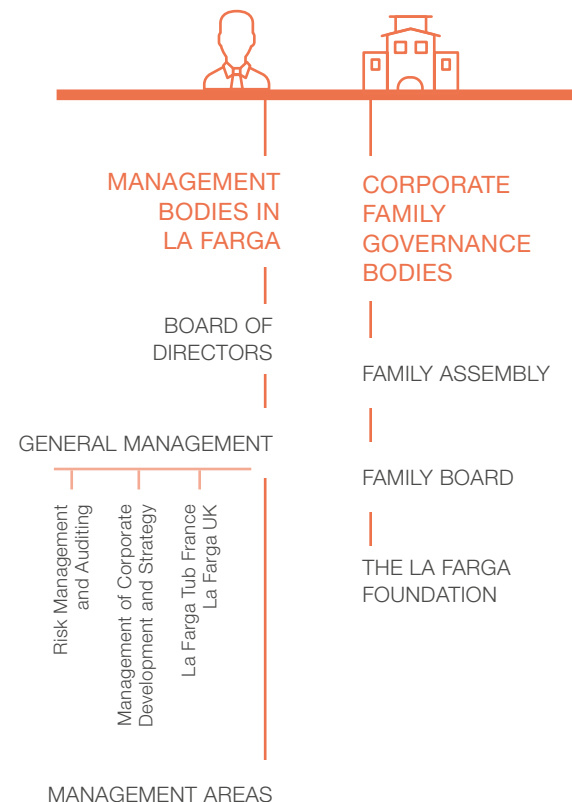 MANAGEMENT
BODIES IN
LA FARGA
BOARD OF
DIRECTORS
GENERAL MANAGEMENT
Risk Management
and Auditing
Management of Corporate
Development and Strategy
La Farga Tub France
La Farga UK
MANAGEMENT AREAS
CORPORATE
FAMILY
GOVERNANCE
BODIES
FAMILY ASSEMBLY
FAMILY BOARD
THE LA FARGA
FOUNDATION